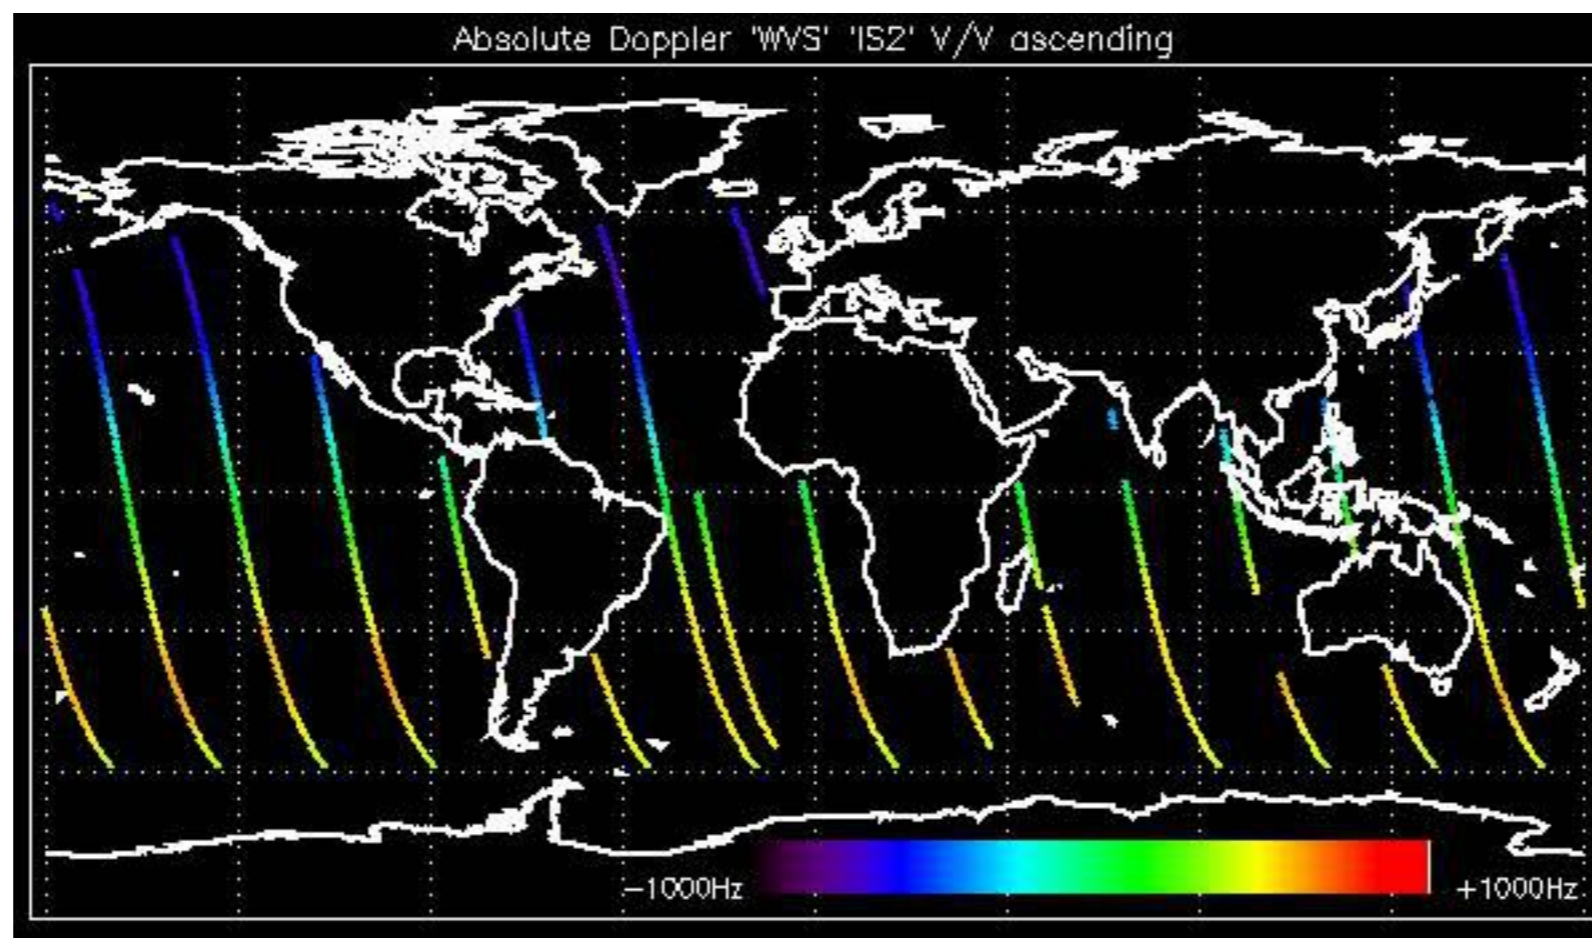 Absolute Doppler 'WVS' 'IS2' V/V ascending
-1000Hz +1000Hz